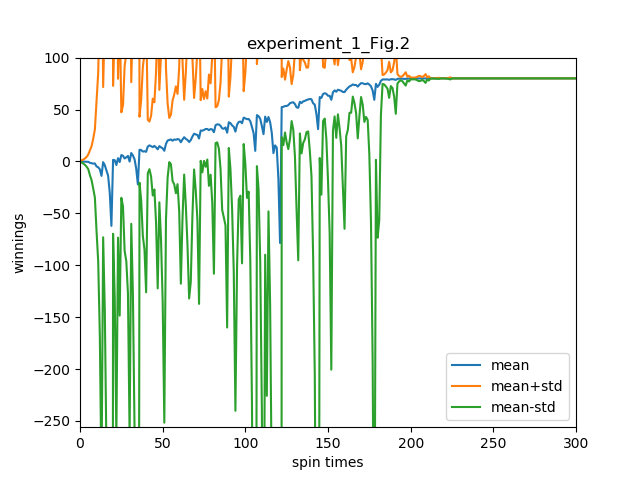 experiment_1_Fig.2
100
50
0
−50
−100
−150
−200
−250
winnings
mean
mean+std
mean-std
0 50 100 150 200 250 300
spin times